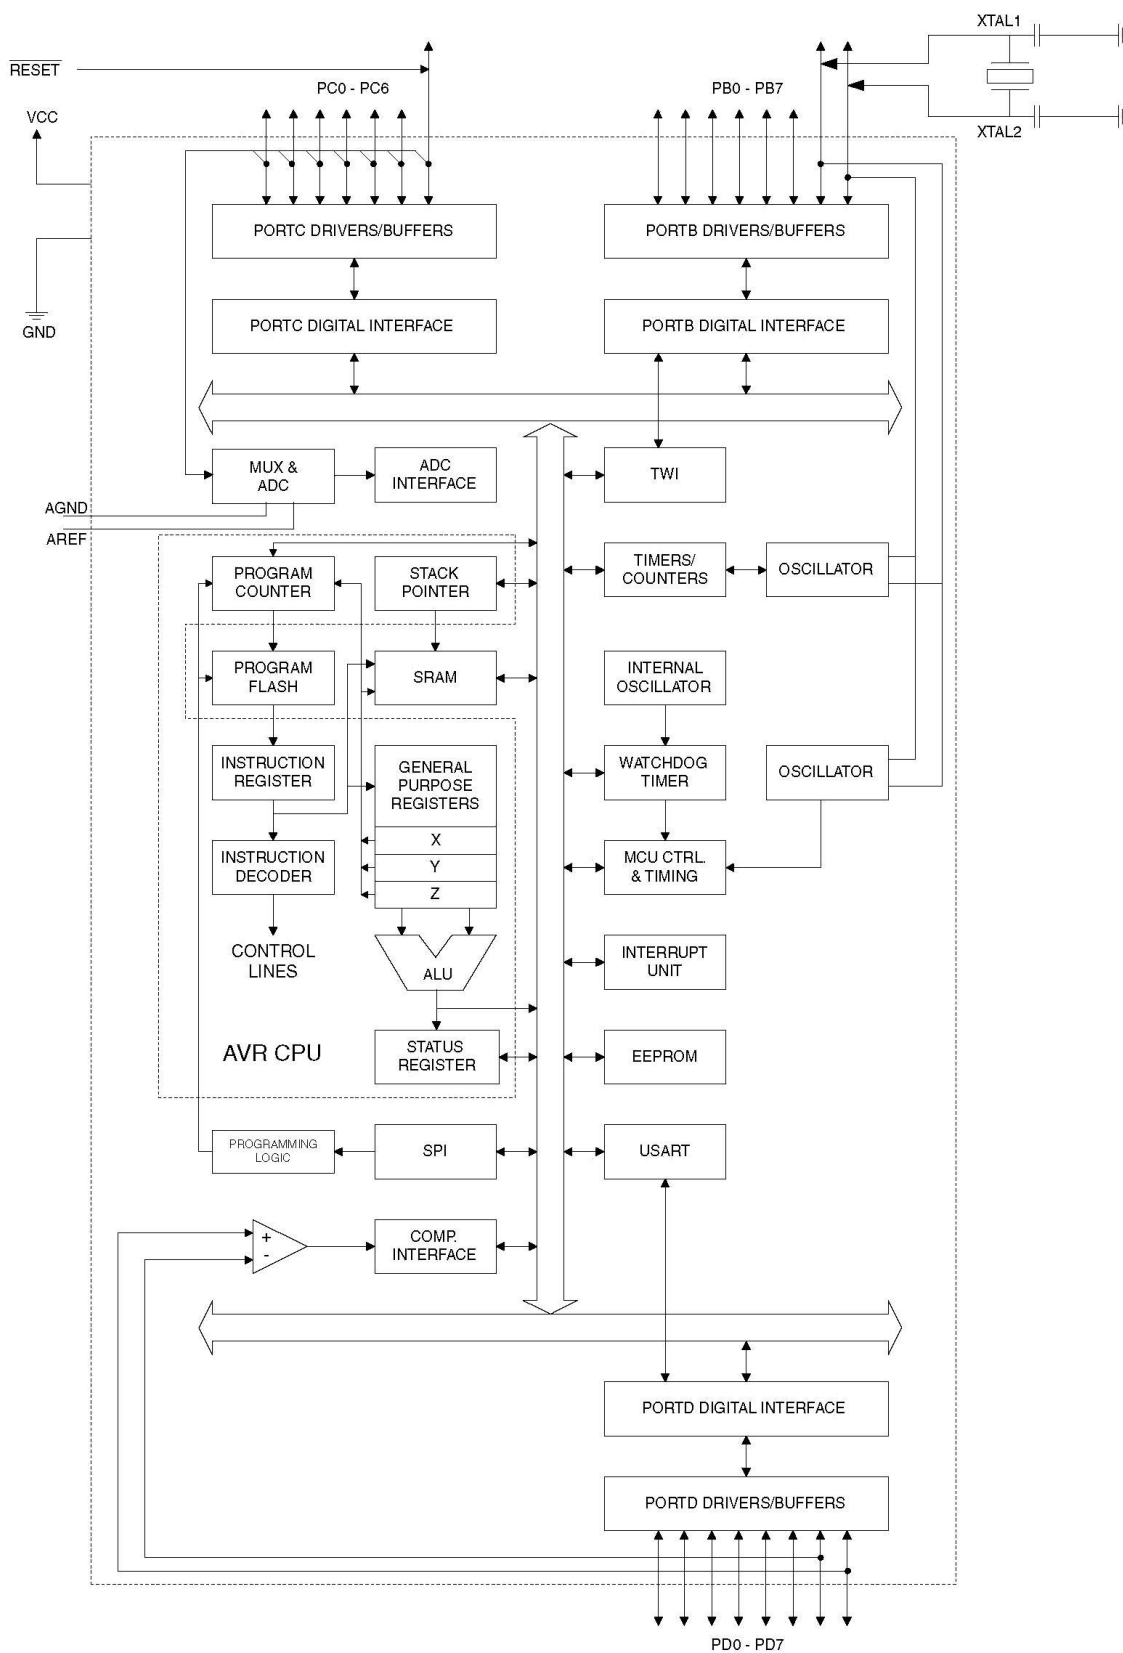 XTAL1
RESET
PC0 - PC6
PB0 - PB7
VCC
XTAL2
PORTC DRIVERS/BUFFERS
PORTB DRIVERS/BUFFERS
GND
PORTC DIGITAL INTERFACE
PORTB DIGITAL INTERFACE
MUX &
ADC
ADC
INTERFACE
TWI
AGND
AREF
PROGRAM
COUNTER
STACK
POINTER
TIMERS/
COUNTERS
OSCILLATOR
PROGRAM
FLASH
SRAM
INTERNAL
OSCILLATOR
INSTRUCTION
REGISTER
GENERAL
PURPOSE
REGISTERS
WATCHDOG
TIMER
OSCILLATOR
X
Y
Z
INSTRUCTION
DECODER
MCU CTRL.
& TIMING
CONTROL
LINES
ALU
INTERRUPT
UNIT
AVR CPU
STATUS
REGISTER
EEPROM
PROGRAMMING
LOGIC
SPI
USART
+
-
COMP.
INTERFACE
PORTD DIGITAL INTERFACE
PORTD DRIVERS/BUFFERS
PD0 - PD7